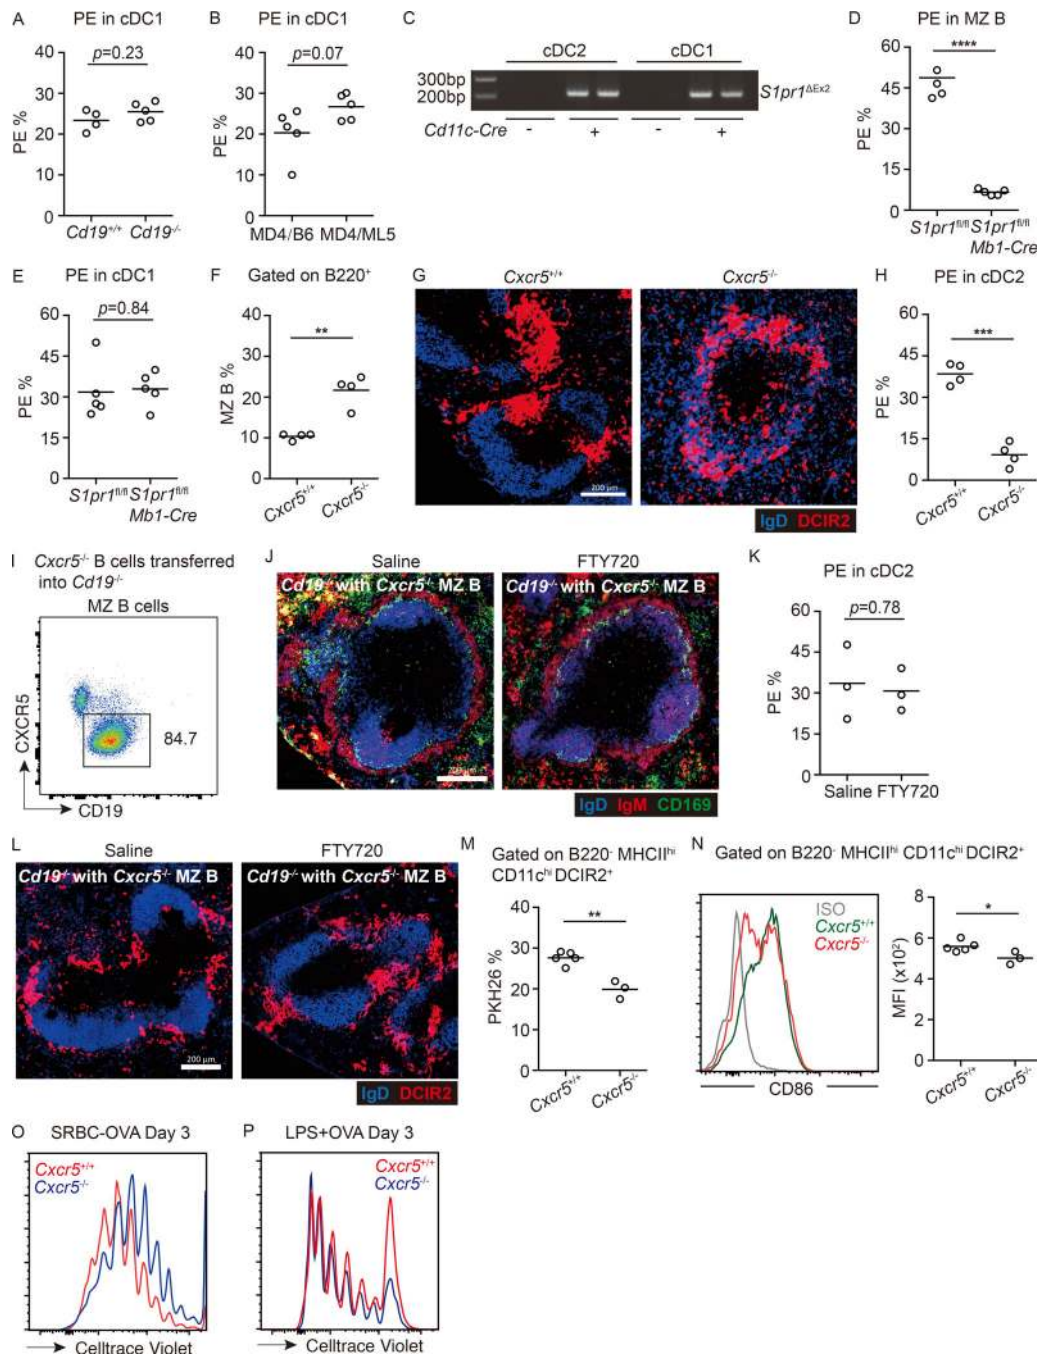 A PE in cDC1
p=0.23
PE %
40
30
20
10
0
Cd19+/+ Cd19-/-
B PE in cDC1
p=0.07
PE %
40
30
20
10
0
MD4/B6 MD4/ML5
C
cDC2 cDC1
300bp
200bp
S1pr1ΔEx2
Cd11c-Cre - + - +
D PE in MZ B
****
PE %
60
45
30
15
0
S1pr1fl/fl S1pr1fl/fl
Mb1-Cre
E PE in cDC1
p=0.84
PE %
60
45
30
15
0
S1pr1fl/fl S1pr1fl/fl
Mb1-Cre
F Gated on B220+
**
MZ B %
40
30
20
10
0
Cxcr5+/+ Cxcr5-/-
G Cxcr5+/+ Cxcr5-/-
200 μm
IgD DCIR2
H PE in cDC2
***
PE %
60
45
30
15
0
Cxcr5+/+ Cxcr5-/-
I Cxcr5-/- B cells transferred
into Cd19-/-
MZ B cells
CXCR5
84.7
CD19
J Saline FTY720
Cd19-/- with Cxcr5-/- MZ B Cd19-/- with Cxcr5-/- MZ B
200 μm
IgD IgM CD169
K PE in cDC2
p=0.78
PE %
60
45
30
15
0
Saline FTY720
L Saline FTY720
Cd19-/- with Cxcr5-/- MZ B Cd19-/- with Cxcr5-/- MZ B
200 μm
IgD DCIR2
M Gated on B220- MHCIIhi
CD11chi DCIR2+
**
PKH26 %
40
30
20
10
0
Cxcr5+/+ Cxcr5-/-
N Gated on B220- MHCIIhi CD11chi DCIR2+
ISO
Cxcr5+/+
Cxcr5-/-
CD86
*
MFI (x10²)
8
6
4
2
0
Cxcr5+/+ Cxcr5-/-
O SRBC-OVA Day 3
Cxcr5+/+
Cxcr5-/-
Celltrace Violet
P LPS+OVA Day 3
Cxcr5+/+
Cxcr5-/-
Celltrace Violet